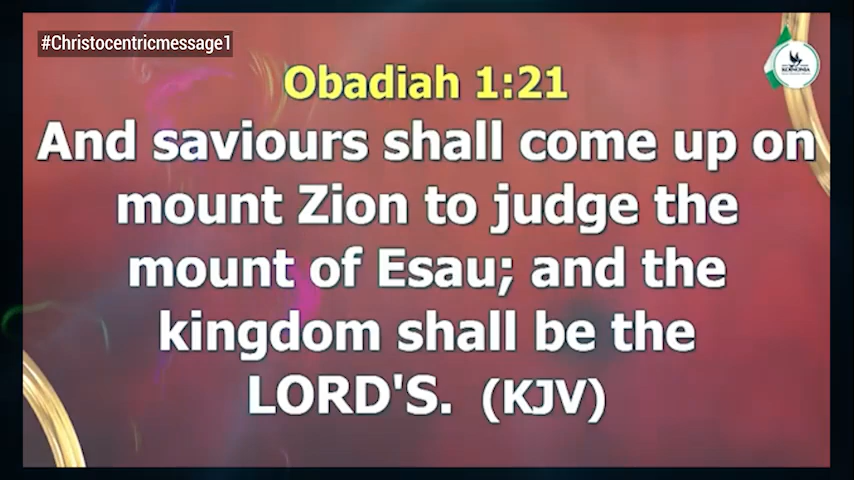 #Christocentricmessage1
KOINONIA
Obadiah 1:21
And saviours shall come up on
mount Zion to judge the
mount of Esau; and the
kingdom shall be the
LORD'S. (KJV)